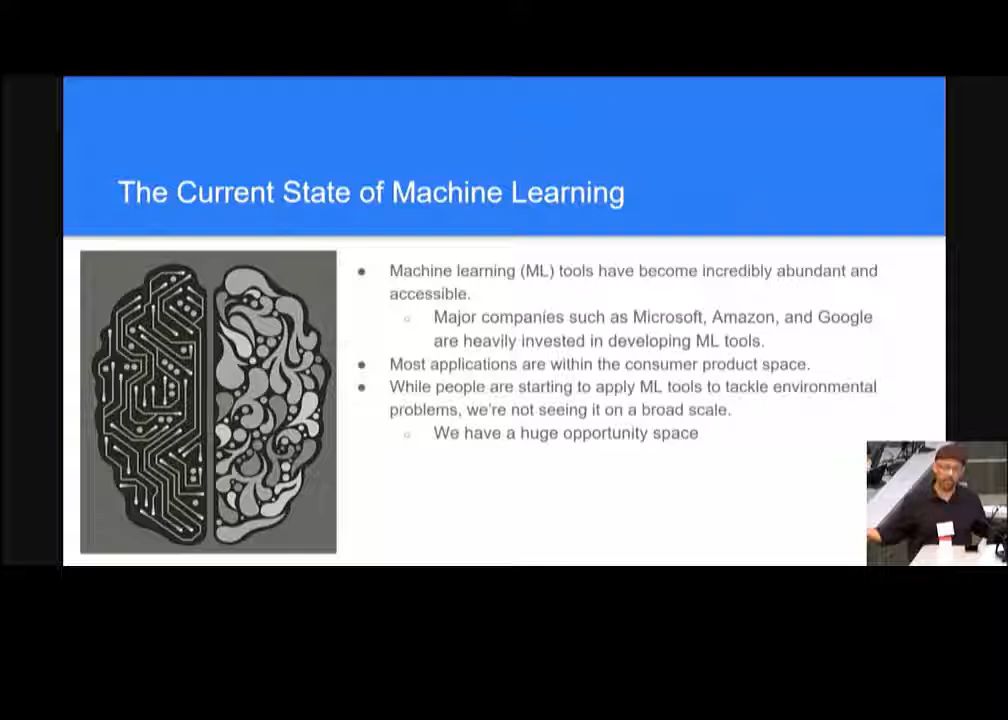 The Current State of Machine Learning
● Machine learning (ML) tools have become incredibly abundant and
accessible.
○ Major companies such as Microsoft, Amazon, and Google
are heavily invested in developing ML tools.
● Most applications are within the consumer product space.
● While people are starting to apply ML tools to tackle environmental
problems, we're not seeing it on a broad scale.
○ We have a huge opportunity space